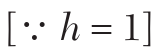 [∵ h = 1]